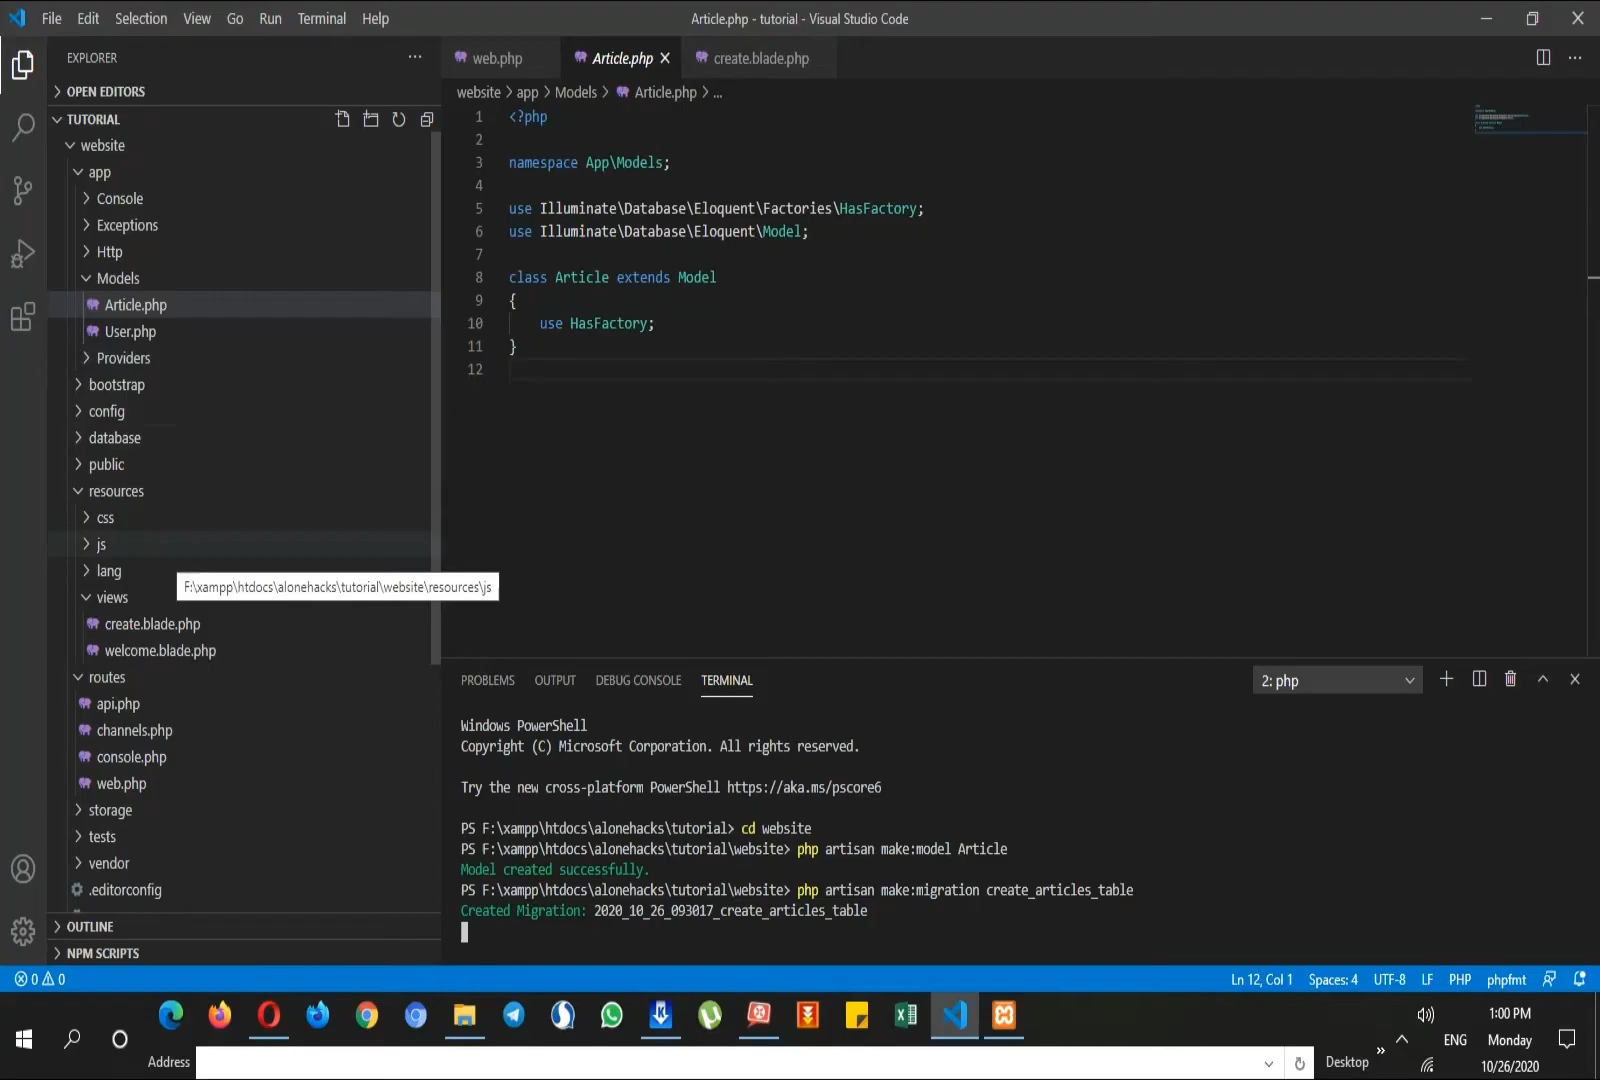 File Edit Selection View Go Run Terminal Help
Article.php - tutorial - Visual Studio Code
EXPLORER
OPEN EDITORS
TUTORIAL
website
app
Console
Exceptions
Http
Models
Article.php
User.php
Providers
bootstrap
config
database
public
resources
css
js
lang
F:\xampp\htdocs\alonehacks\tutorial\website\resources\js
views
create.blade.php
welcome.blade.php
routes
api.php
channels.php
console.php
web.php
storage
tests
vendor
.editorconfig
OUTLINE
NPM SCRIPTS
web.php Article.php create.blade.php
website > app > Models > Article.php > ...
1 <?php
2
3 namespace App\Models;
4
5 use Illuminate\Database\Eloquent\Factories\HasFactory;
6 use Illuminate\Database\Eloquent\Model;
7
8 class Article extends Model
9 {
10 use HasFactory;
11 }
12
PROBLEMS OUTPUT DEBUG CONSOLE TERMINAL
2: php
Windows PowerShell
Copyright (C) Microsoft Corporation. All rights reserved.
Try the new cross-platform PowerShell https://aka.ms/pscore6
PS F:\xampp\htdocs\alonehacks\tutorial> cd website
PS F:\xampp\htdocs\alonehacks\tutorial\website> php artisan make:model Article
Model created successfully.
PS F:\xampp\htdocs\alonehacks\tutorial\website> php artisan make:migration create_articles_table
Created Migration: 2020_10_26_093017_create_articles_table
0 0
Ln 12, Col 1 Spaces: 4 UTF-8 LF PHP phpfmt
Address
Desktop
ENG
1:00 PM
Monday
10/26/2020